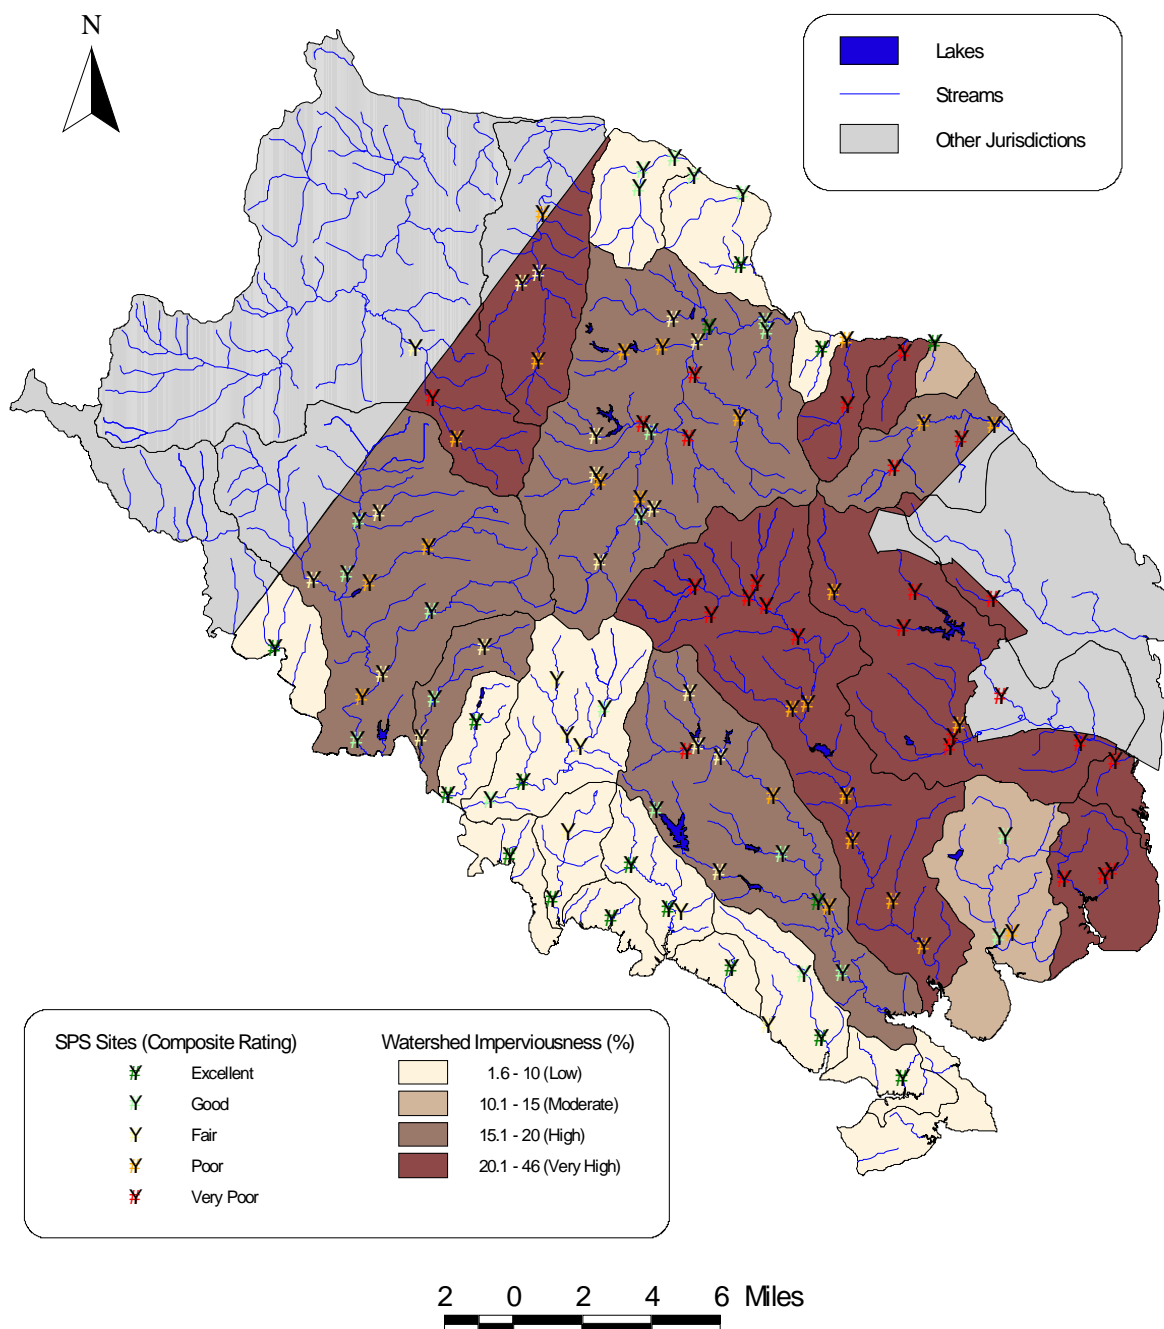 N
Lakes
Streams
Other Jurisdictions
SPS Sites (Composite Rating)
Excellent
Good
Fair
Poor
Very Poor
Watershed Imperviousness (%)
1.6 - 10 (Low)
10.1 - 15 (Moderate)
15.1 - 20 (High)
20.1 - 46 (Very High)
2 0 2 4 6 Miles